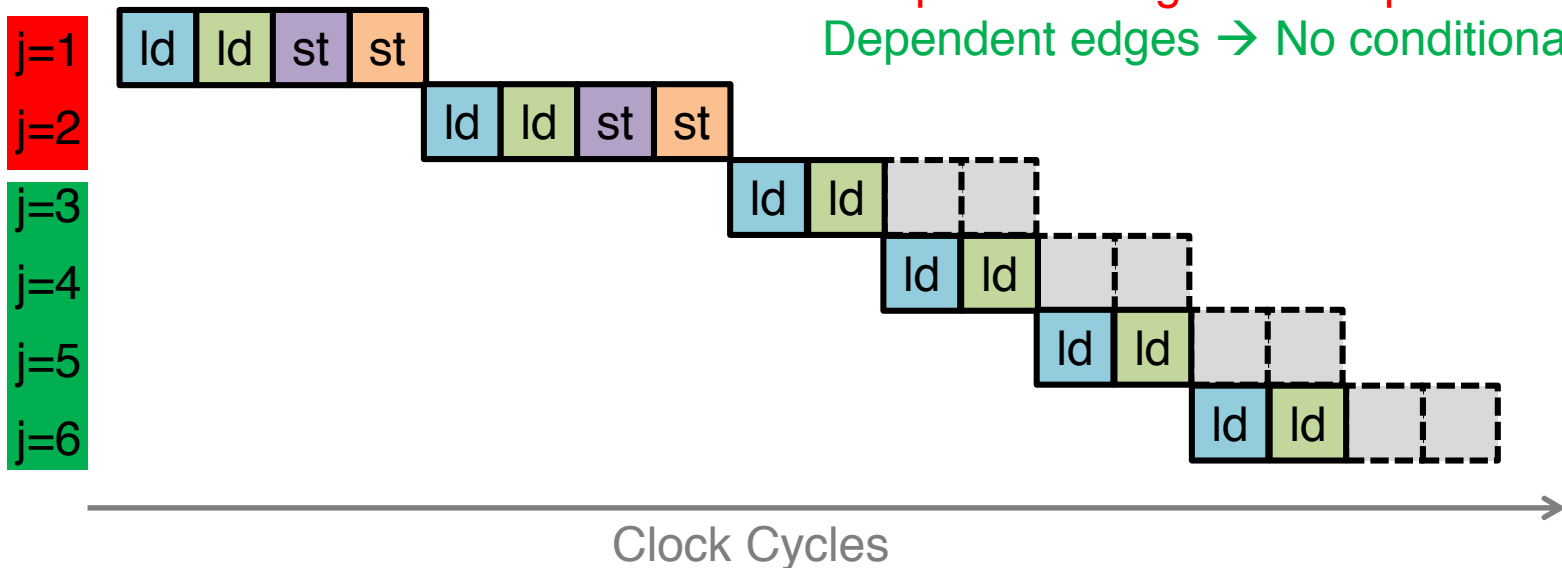 Dependent edges → No
j=1 ld ld st st
j=2 ld ld st st
j=3 ld ld
j=4 ld ld
j=5 ld ld
j=6 ld ld
Clock Cycles